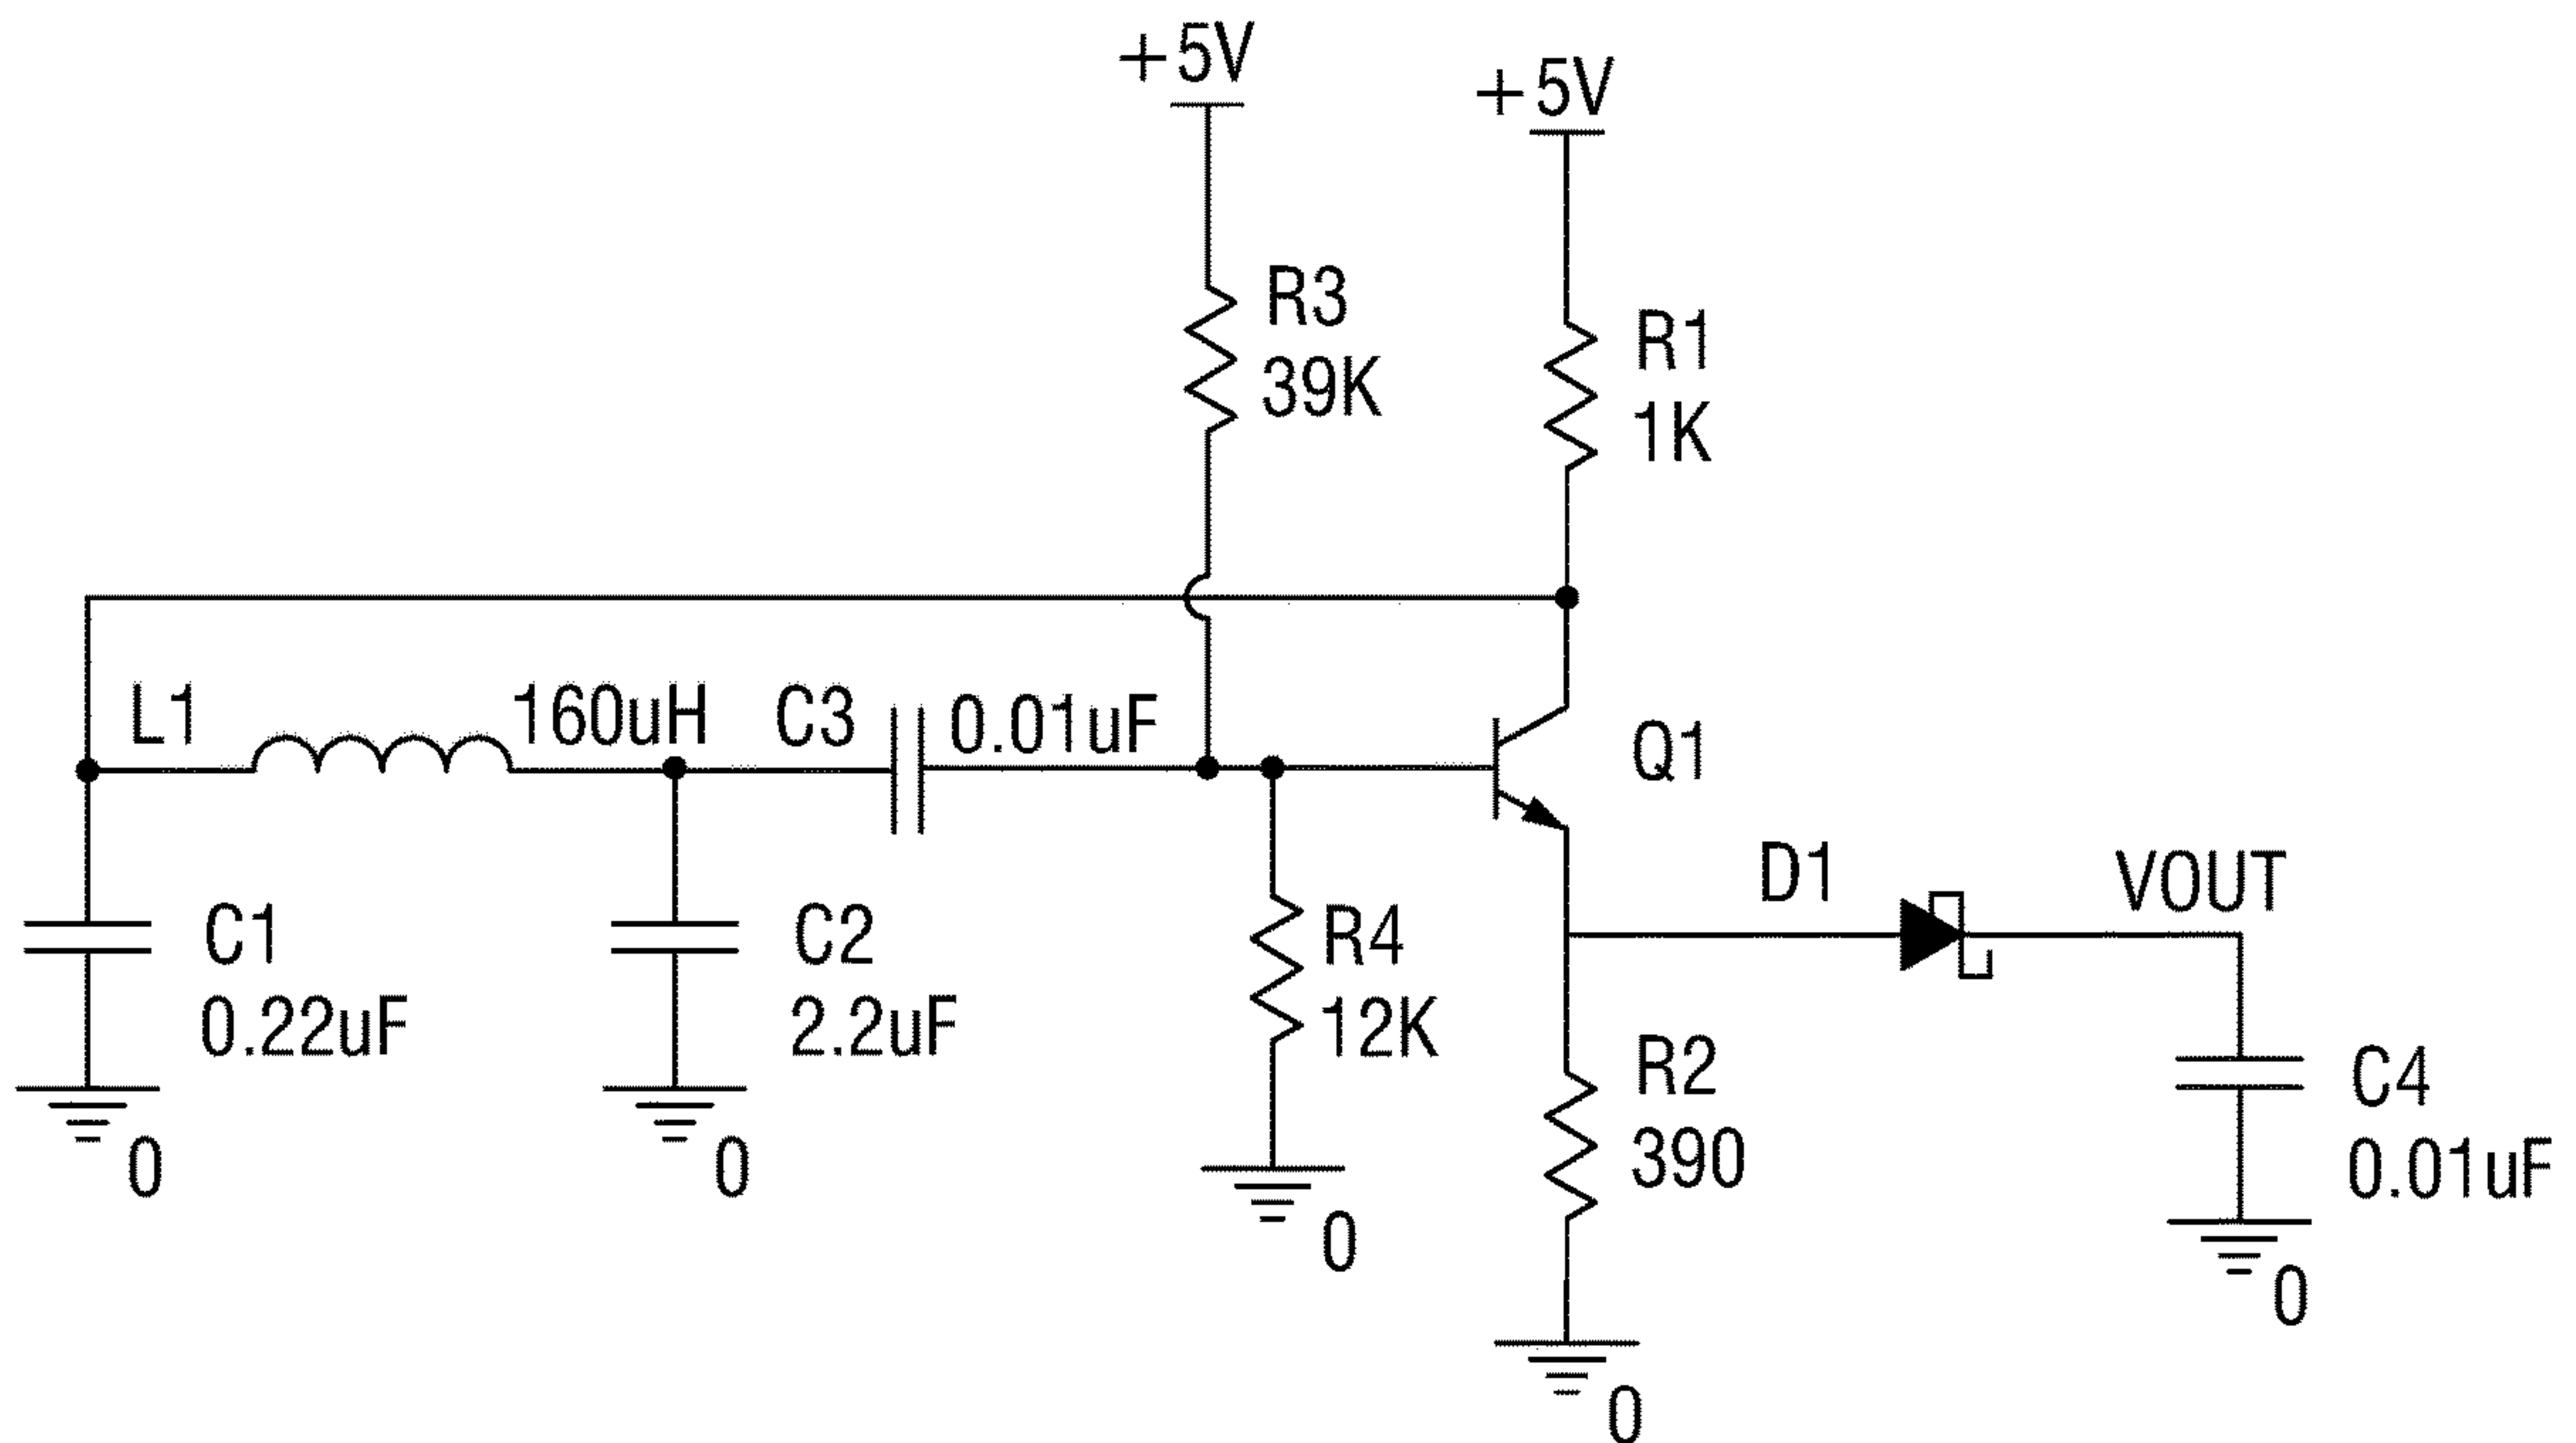 +5V
+5V
R3
39K
R1
1K
L1
160uH
C3
0.01uF
Q1
C1
0.22uF
C2
2.2uF
R4
12K
D1
VOUT
R2
390
C4
0.01uF
0
0
0
0
0